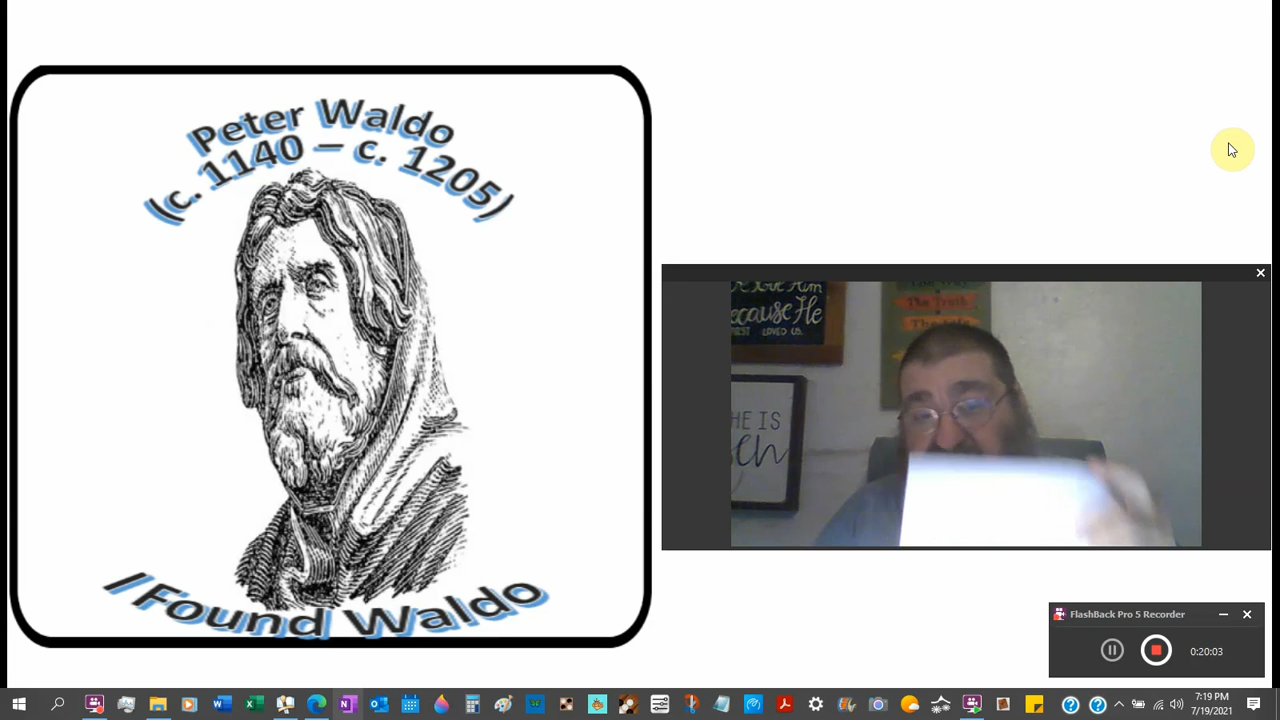 Peter Waldo
(c. 1140 – c. 1205)
I Found Waldo
because He
FIRST LOVED US.
The Truth
HE IS
FlashBack Pro 5 Recorder
0:20:03
7:19 PM
7/19/2021